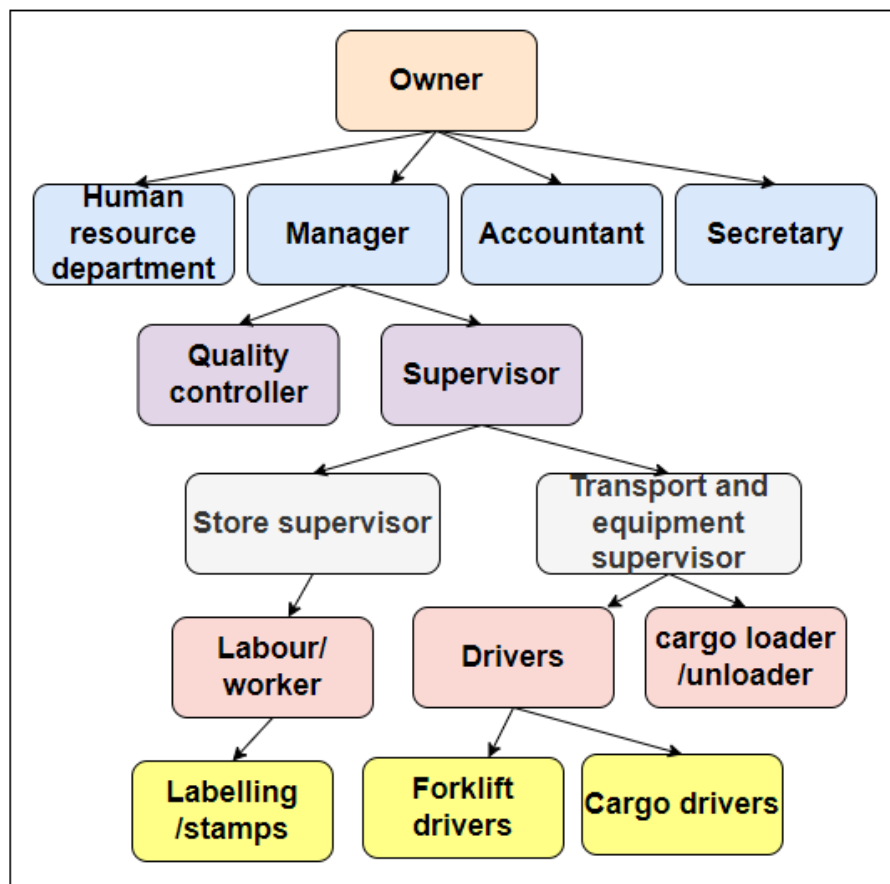 Owner
Human
resource
department
Manager
Accountant
Secretary
Quality
controller
Supervisor
Store supervisor
Transport and
equipment
supervisor
Labour/
worker
Drivers
cargo loader
/unloader
Labelling
/stamps
Forklift
drivers
Cargo drivers